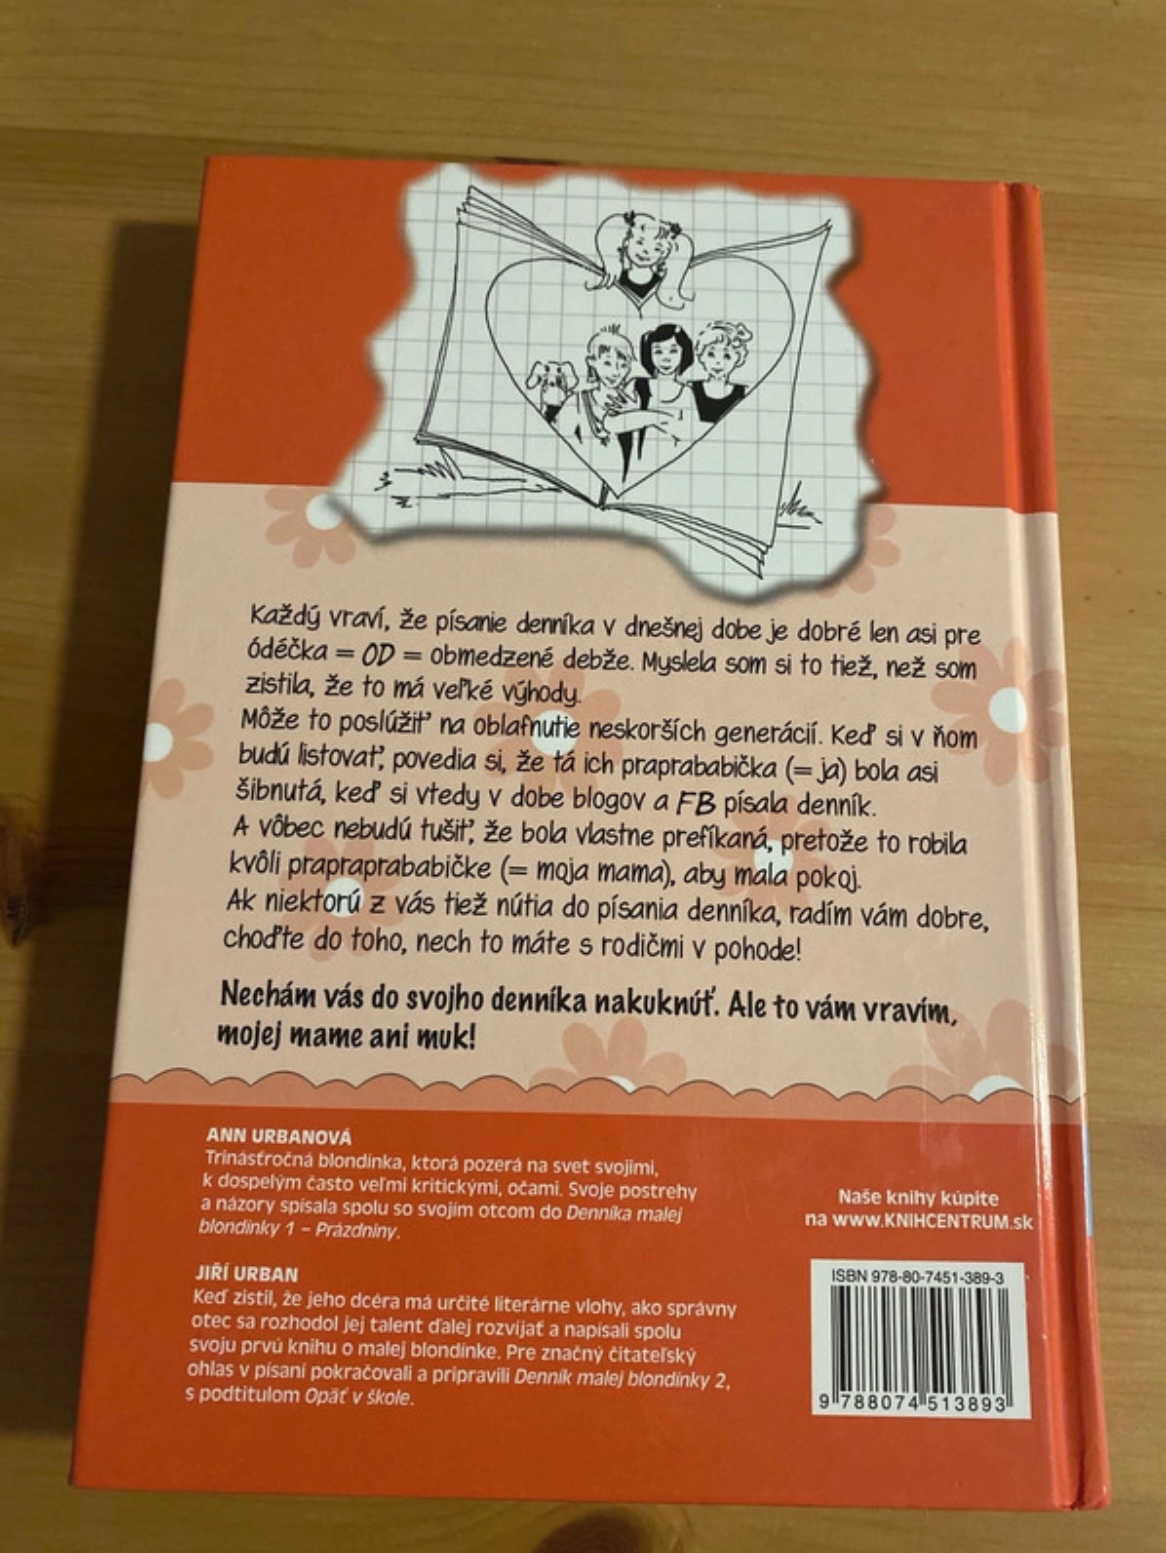 Každý vraví, že písanie denníka v dnešnej dobe je dobré len asi pre
ódéčka = OD = obmedzené debže. Myslela som si to tiež, než som
zistila, že to má veľké výhody.
Môže to poslúžiť na oblafnutie neskorších generácií. Keď si v ňom
budú listovať, povedia si, že tá ich praprababička (= ja) bola asi
šibnutá, keď si vtedy v dobe blogov a FB písala denník.
A vôbec nebudú tušiť, že bola vlastne prefíkaná, pretože to robila
kvôli prapraprababičke (= moja mama), aby mala pokoj.
Ak niektorú z vás tiež nútia do písania denníka, radím vám dobre,
choďte do toho, nech to máte s rodičmi v pohode!
Nechám vás do svojho denníka nakuknúť. Ale to vám vravím,
mojej mame ani muk!
ANN URBANOVÁ
Trinásťročná blondínka, ktorá pozerá na svet svojimi,
k dospelým často veľmi kritickými, očami. Svoje postrehy
a názory spísala spolu so svojím otcom do Denníka malej
blondínky 1 – Prázdniny.
JIŘÍ URBAN
Keď zistil, že jeho dcéra má určité literárne vlohy, ako správny
otec sa rozhodol jej talent ďalej rozvíjať a napísali spolu
svoju prvú knihu o malej blondínke. Pre značný čitateľský
ohlas v písaní pokračovali a pripravili Denník malej blondínky 2,
s podtitulom Opäť v škole.
Naše knihy kúpite
na www.KNIHCENTRUM.sk
ISBN 978-80-7451-389-3
9 788074 513893